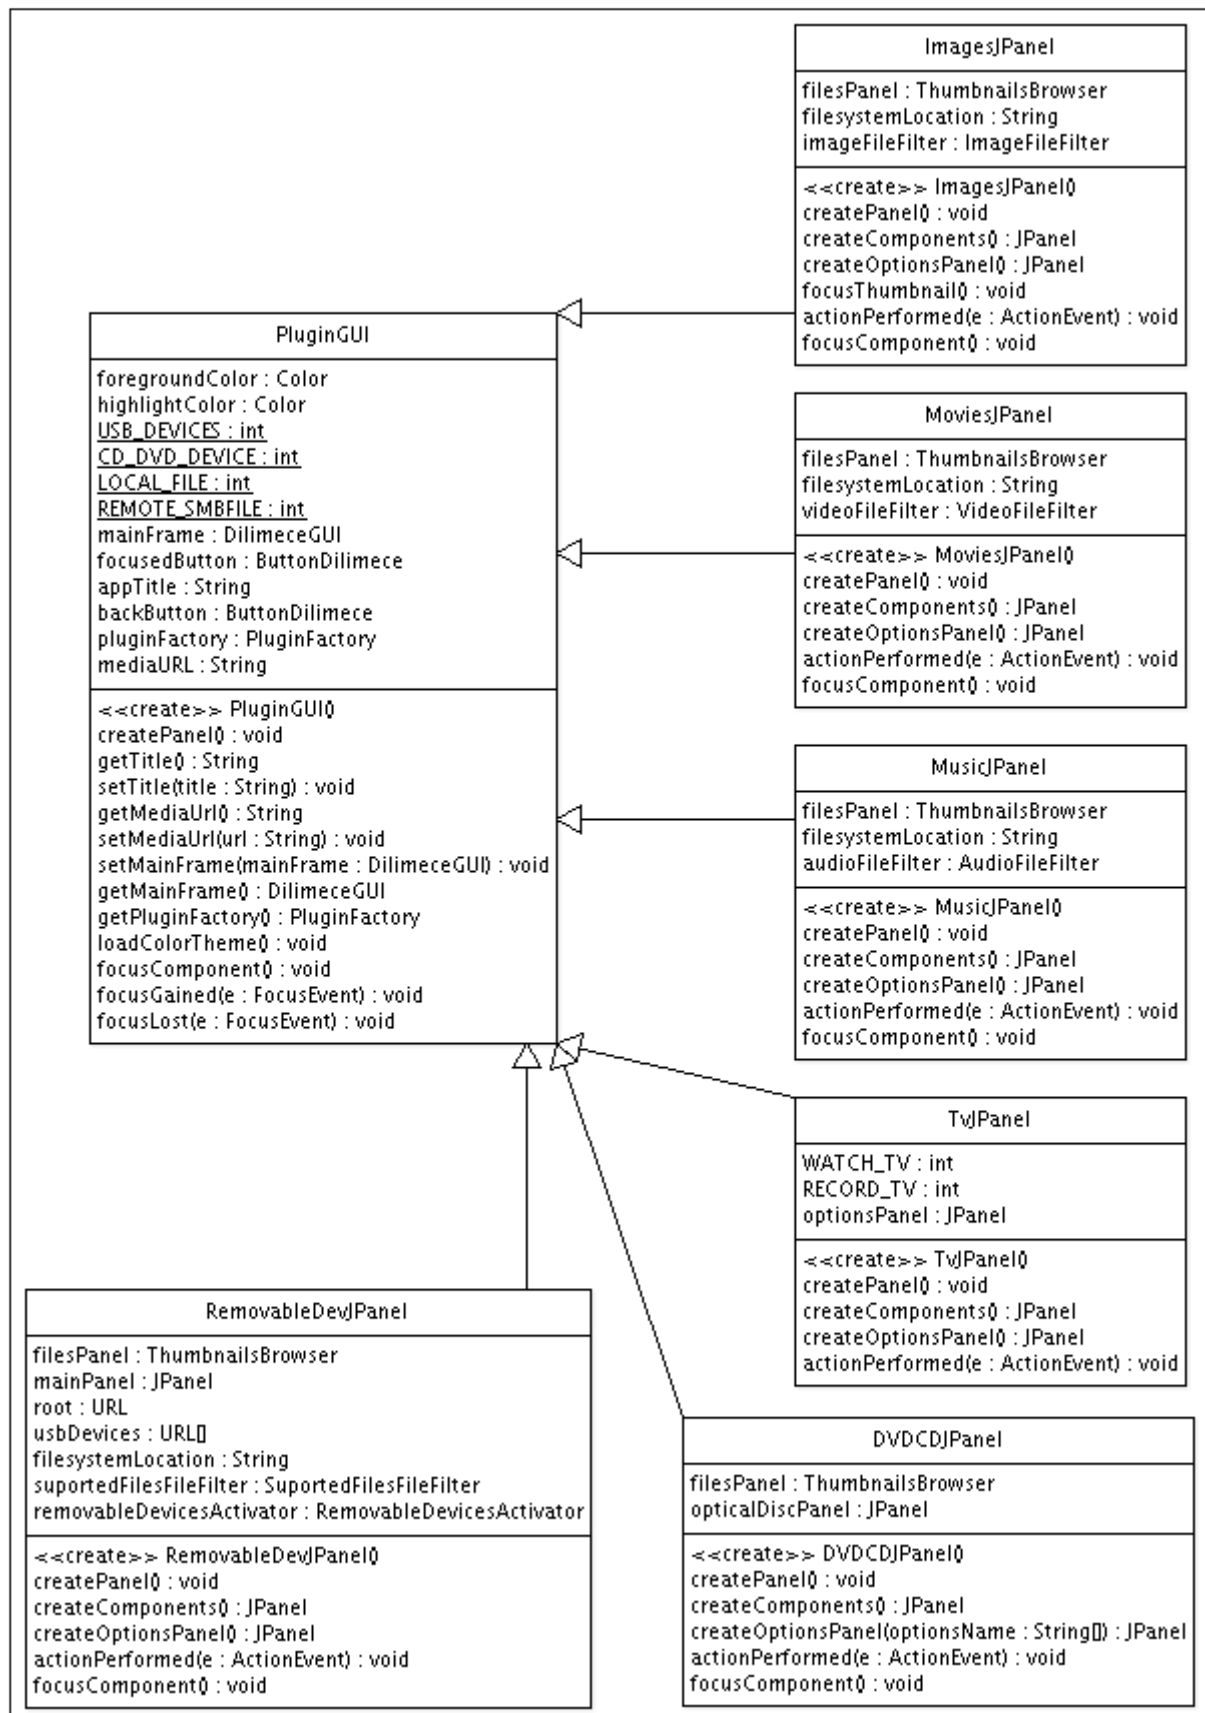 ImagesJPanel
filesPanel : ThumbnailsBrowser
filesystemLocation : String
imageFileFilter : ImageFileFilter
<<create>> ImagesJPanel()
createPanel() : void
createComponents() : JPanel
createOptionsPanel() : JPanel
focusThumbnail() : void
actionPerformed(e : ActionEvent) : void
focusComponent() : void
PluginGUI
foregroundColor : Color
highlightColor : Color
USB_DEVICES : int
CD_DVD_DEVICE : int
LOCAL_FILE : int
REMOTE_SMBFILE : int
mainFrame : DilimeceGUI
focusedButton : ButtonDilimece
appTitle : String
backButton : ButtonDilimece
pluginFactory : PluginFactory
mediaURL : String
<<create>> PluginGUI()
createPanel() : void
getTitle() : String
setTitle(title : String) : void
getMediaUrl() : String
setMediaUrl(url : String) : void
setMainFrame(mainFrame : DilimeceGUI) : void
getMainFrame() : DilimeceGUI
getPluginFactory() : PluginFactory
loadColorTheme() : void
focusComponent() : void
focusGained(e : FocusEvent) : void
focusLost(e : FocusEvent) : void
MoviesJPanel
filesPanel : ThumbnailsBrowser
filesystemLocation : String
videoFileFilter : VideoFileFilter
<<create>> MoviesJPanel()
createPanel() : void
createComponents() : JPanel
createOptionsPanel() : JPanel
actionPerformed(e : ActionEvent) : void
focusComponent() : void
MusicJPanel
filesPanel : ThumbnailsBrowser
filesystemLocation : String
audioFileFilter : AudioFileFilter
<<create>> MusicJPanel()
createPanel() : void
createComponents() : JPanel
createOptionsPanel() : JPanel
actionPerformed(e : ActionEvent) : void
focusComponent() : void
TvJPanel
WATCH_TV : int
RECORD_TV : int
optionsPanel : JPanel
<<create>> TvJPanel()
createPanel() : void
createComponents() : JPanel
createOptionsPanel() : JPanel
actionPerformed(e : ActionEvent) : void
RemovableDevJPanel
filesPanel : ThumbnailsBrowser
mainPanel : JPanel
root : URL
usbDevices : URL[]
filesystemLocation : String
suportedFilesFileFilter : SuportedFilesFileFilter
removableDevicesActivator : RemovableDevicesActivator
<<create>> RemovableDevJPanel()
createPanel() : void
createComponents() : JPanel
createOptionsPanel() : JPanel
actionPerformed(e : ActionEvent) : void
focusComponent() : void
DVDCDJPanel
filesPanel : ThumbnailsBrowser
opticalDiscPanel : JPanel
<<create>> DVDCDJPanel()
createPanel() : void
createComponents() : JPanel
createOptionsPanel(optionsName : String[]) : JPanel
actionPerformed(e : ActionEvent) : void
focusComponent() : void